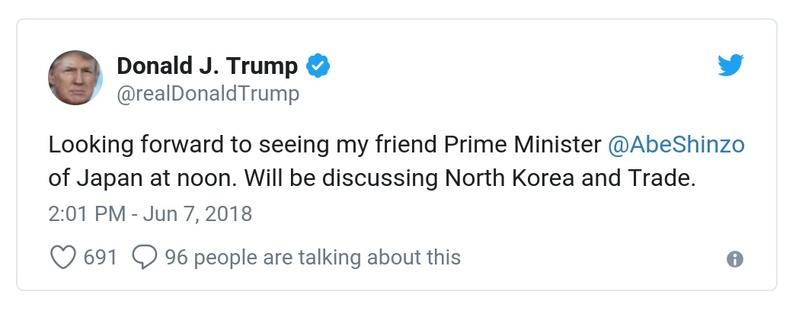 Donald J. Trump
@realDonaldTrump
Looking forward to seeing my friend Prime Minister @AbeShinzo
of Japan at noon. Will be discussing North Korea and Trade.
2:01 PM - Jun 7, 2018
691 96 people are talking about this